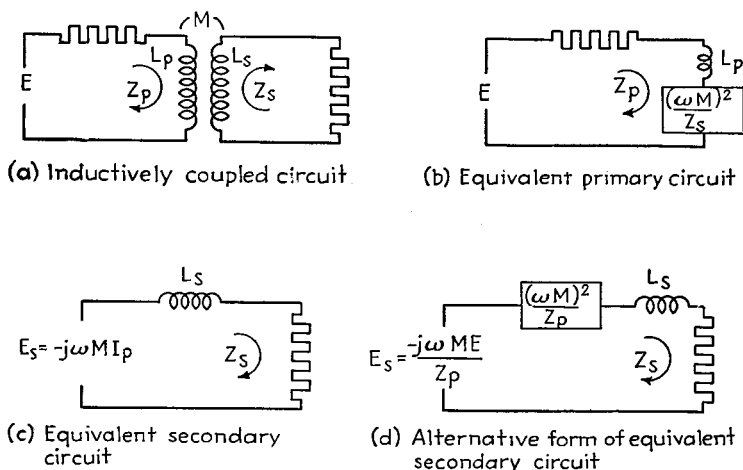 M
E
Lp
Ls
Zp
Zs
(a) Inductively coupled circuit
E
Zp
Lp
(ωM)²
Zs
(b) Equivalent primary circuit
Ls
Es = -jωMIp
Zs
(c) Equivalent secondary
circuit
(ωM)²
Zp
Ls
Es = -jωME
Zp
Zs
(d) Alternative form of equivalent
secondary circuit